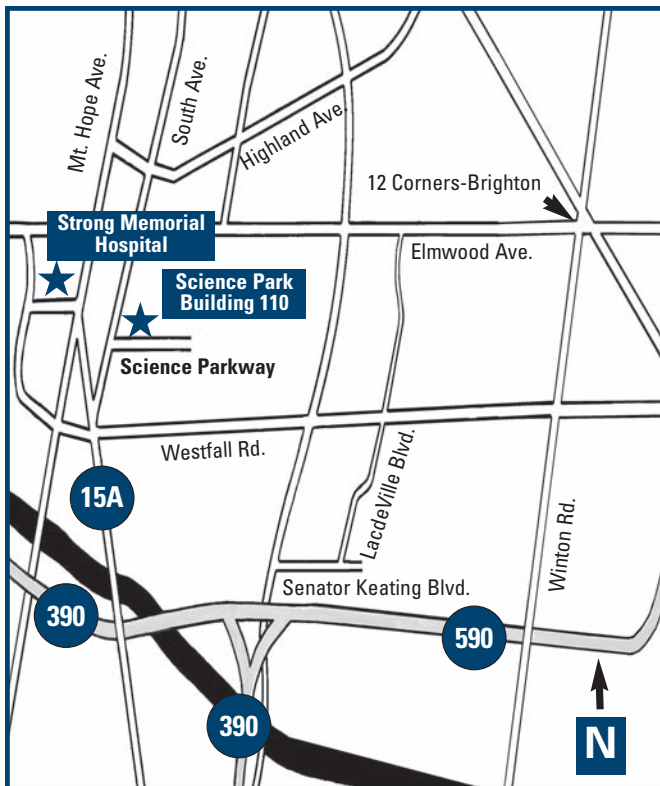 Mt. Hope Ave.
South Ave.
Highland Ave.
12 Corners-Brighton
Strong Memorial
Hospital
Elmwood Ave.
Science Park
Building 110
Science Parkway
Westfall Rd.
15A
LacdeVille Blvd.
Winton Rd.
Senator Keating Blvd.
390
590
390
N